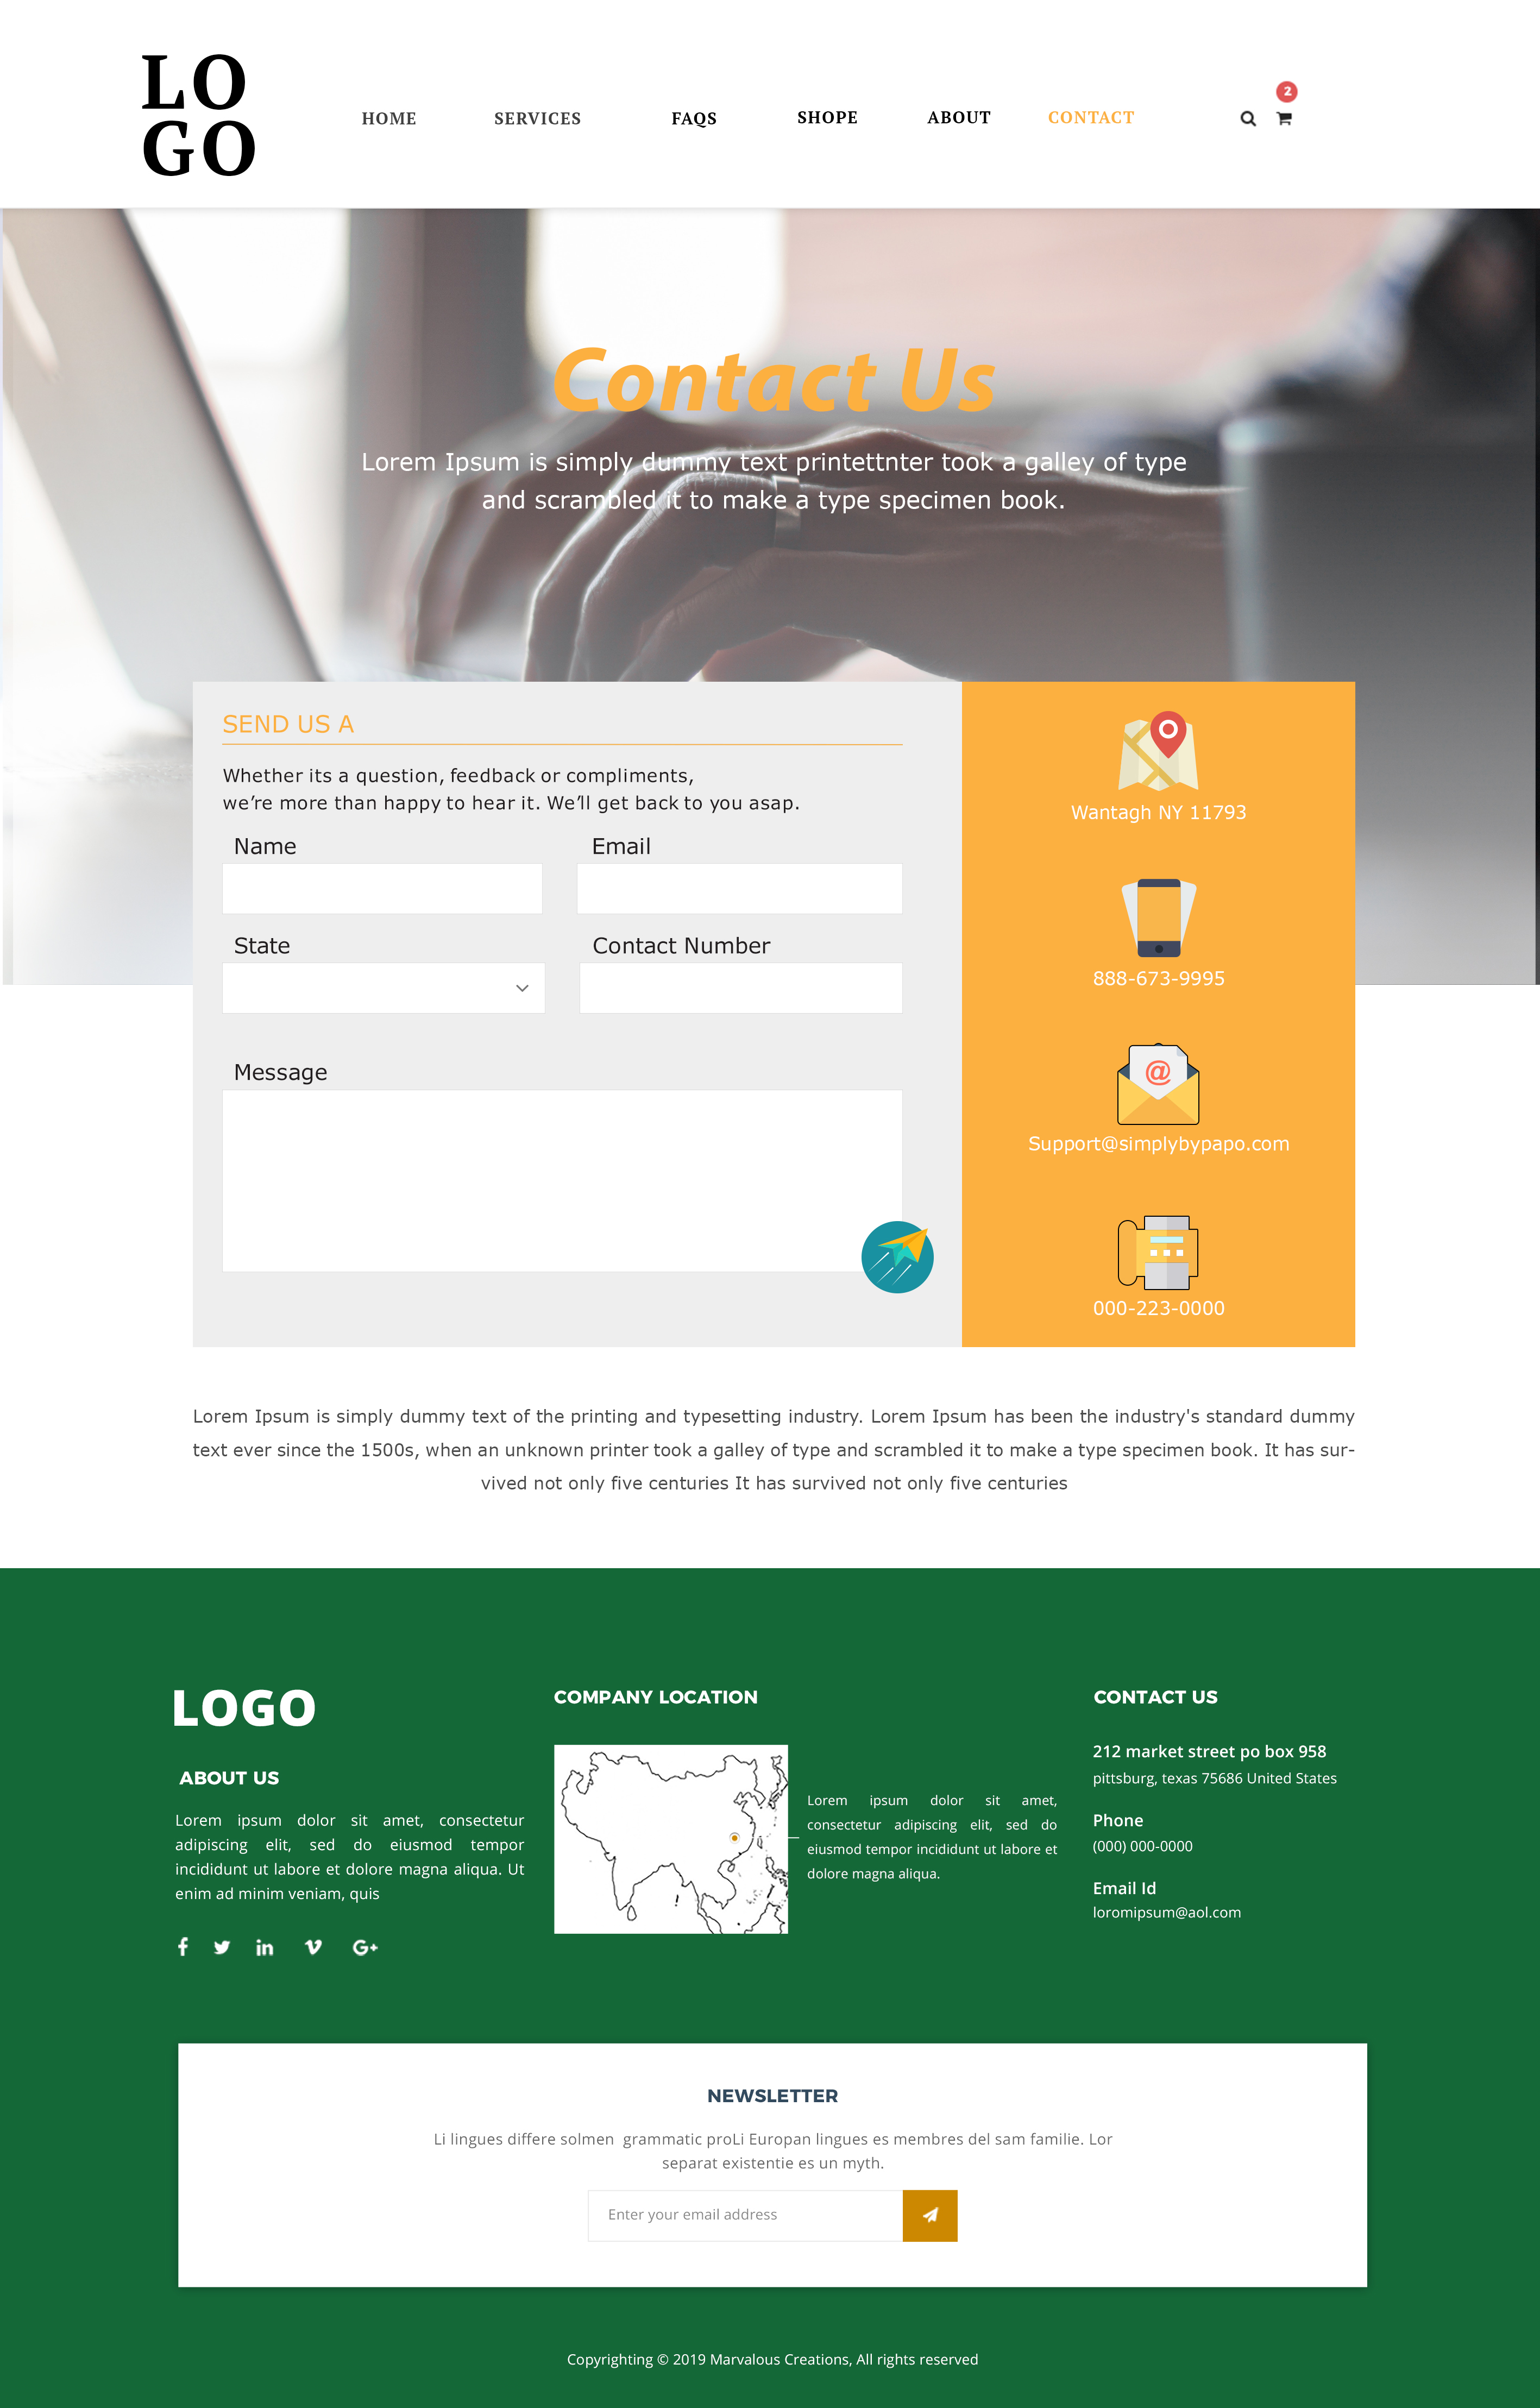 LO
GO
HOME SERVICES FAQS SHOPE ABOUT CONTACT
2
Contact Us
Lorem Ipsum is simply dummy text printettnter took a galley of type
and scrambled it to make a type specimen book.
SEND US A
Whether its a question, feedback or compliments,
we’re more than happy to hear it. We’ll get back to you asap.
Name Email
State Contact Number
Message
Wantagh NY 11793
888-673-9995
@
Support@simplybypapo.com
000-223-0000
Lorem Ipsum is simply dummy text of the printing and typesetting industry. Lorem Ipsum has been the industry's standard dummy
text ever since the 1500s, when an unknown printer took a galley of type and scrambled it to make a type specimen book. It has sur-
vived not only five centuries It has survived not only five centuries
LOGO
ABOUT US
Lorem ipsum dolor sit amet, consectetur
adipiscing elit, sed do eiusmod tempor
incididunt ut labore et dolore magna aliqua. Ut
enim ad minim veniam, quis
f in v G+
COMPANY LOCATION
Lorem ipsum dolor sit amet,
consectetur adipiscing elit, sed do
eiusmod tempor incididunt ut labore et
dolore magna aliqua.
CONTACT US
212 market street po box 958
pittsburg, texas 75686 United States
Phone
(000) 000-0000
Email Id
loromipsum@aol.com
NEWSLETTER
Li lingues differe solmen grammatic proLi Europan lingues es membres del sam familie. Lor
separat existentie es un myth.
Enter your email address
Copyrighting © 2019 Marvalous Creations, All rights reserved